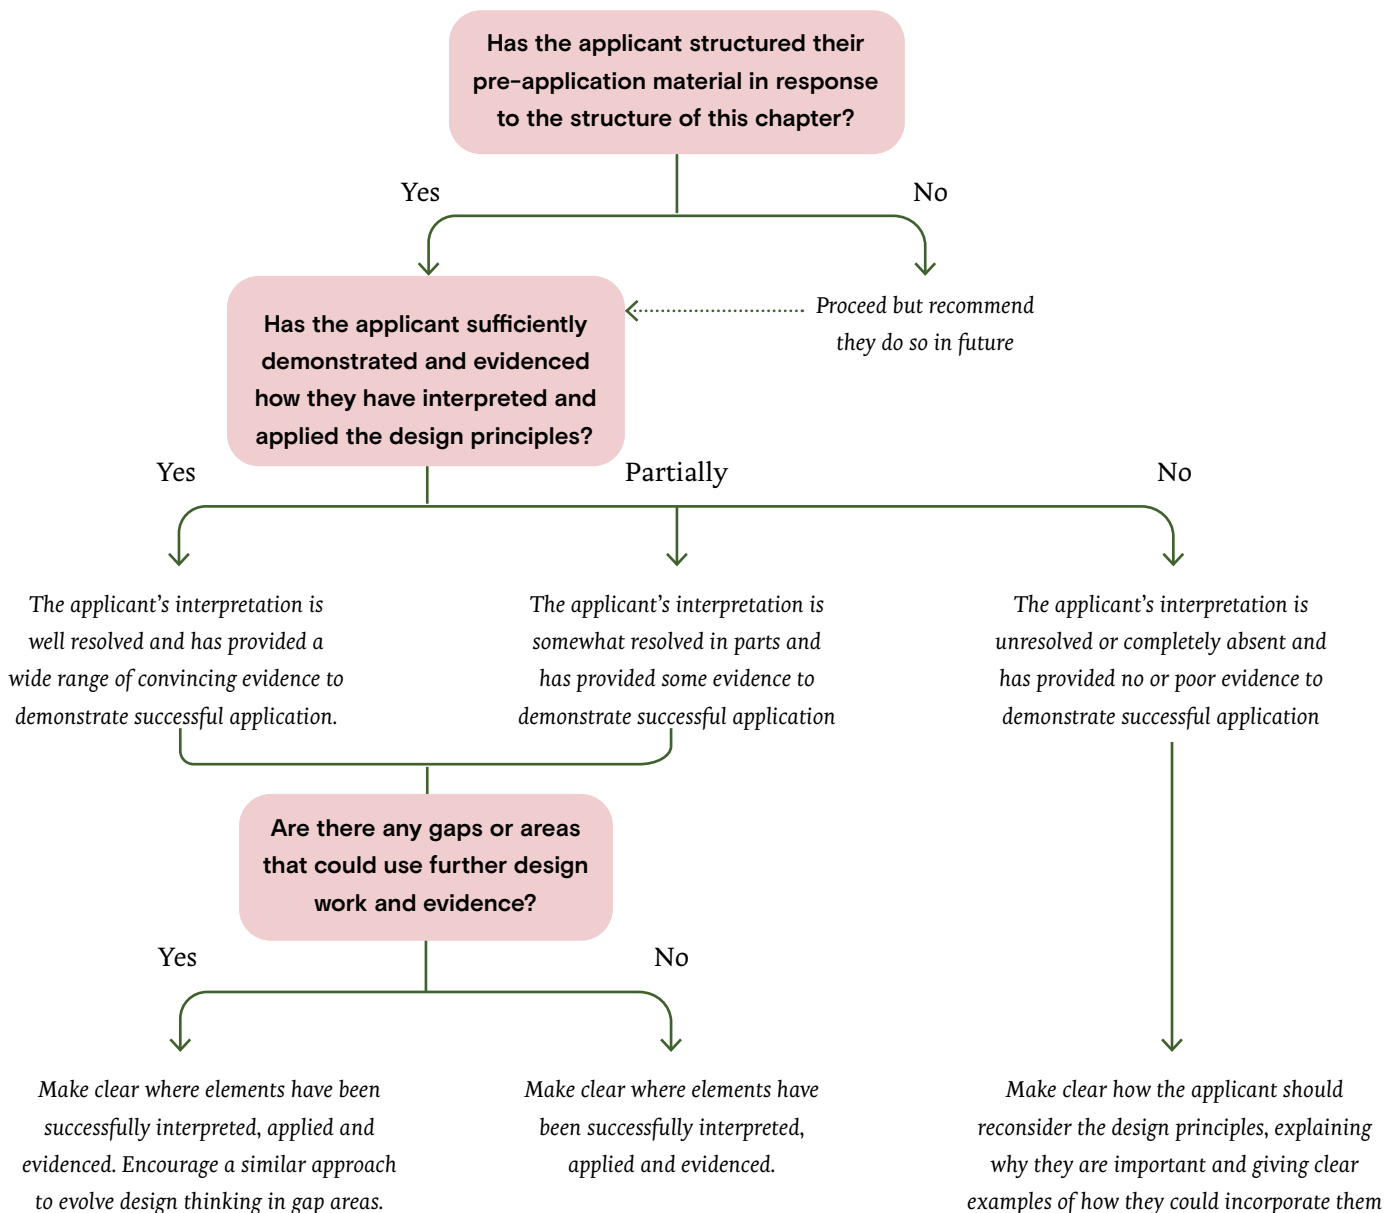 Has the applicant structured their
pre-application material in response
to the structure of this chapter?
Yes
No
Proceed but recommend
they do so in future
Has the applicant sufficiently
demonstrated and evidenced
how they have interpreted and
applied the design principles?
Yes
Partially
No
The applicant’s interpretation is
well resolved and has provided a
wide range of convincing evidence to
demonstrate successful application.
The applicant’s interpretation is
somewhat resolved in parts and
has provided some evidence to
demonstrate successful application
The applicant’s interpretation is
unresolved or completely absent and
has provided no or poor evidence to
demonstrate successful application
Are there any gaps or areas
that could use further design
work and evidence?
Yes
No
Make clear where elements have been
successfully interpreted, applied and
evidenced. Encourage a similar approach
to evolve design thinking in gap areas.
Make clear where elements have
been successfully interpreted,
applied and evidenced.
Make clear how the applicant should
reconsider the design principles, explaining
why they are important and giving clear
examples of how they could incorporate them